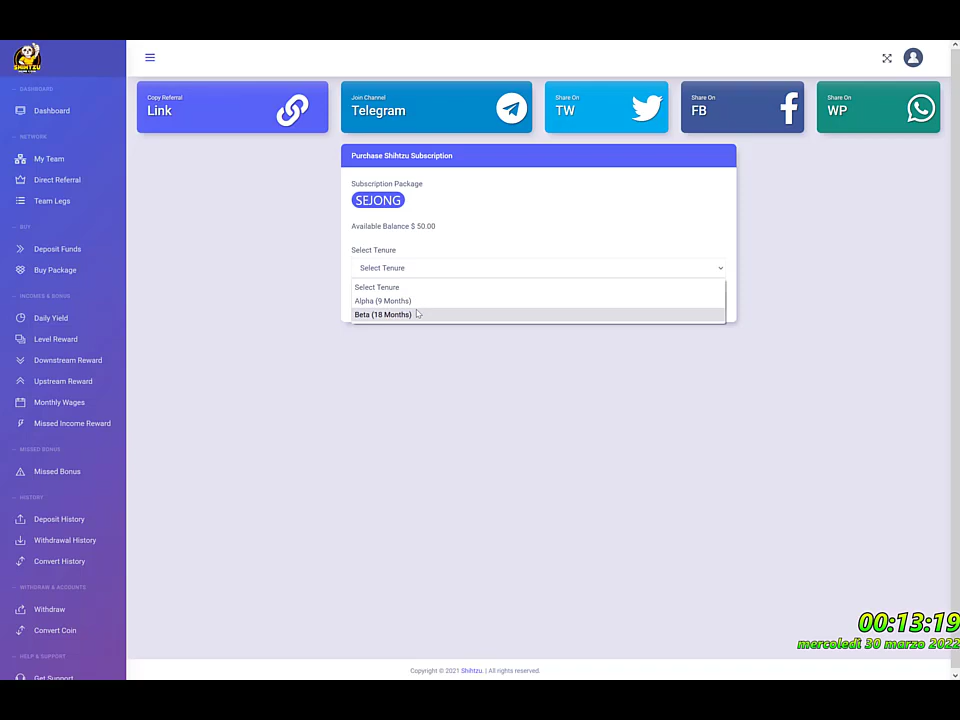 SHIHTZU
DASHBOARD
Dashboard
NETWORK
My Team
Direct Referral
Team Legs
BUY
Deposit Funds
Buy Package
INCOMES & BONUS
Daily Yield
Level Reward
Downstream Reward
Upstream Reward
Monthly Wages
Missed Income Reward
MISSED BONUS
Missed Bonus
HISTORY
Deposit History
Withdrawal History
Convert History
WITHDRAW & ACCOUNTS
Withdraw
Convert Coin
HELP & SUPPORT
Get Support
Copy Referral
Link
Join Channel
Telegram
Share On
TW
Share On
FB
Share On
WP
Purchase Shihtzu Subscription
Subscription Package
SEJONG
Available Balance $ 50.00
Select Tenure
Select Tenure
Select Tenure
Alpha (9 Months)
Beta (18 Months)
00:13:19
mercoledì 30 marzo 2022
Copyright © 2021 Shihtzu. | All rights reserved.